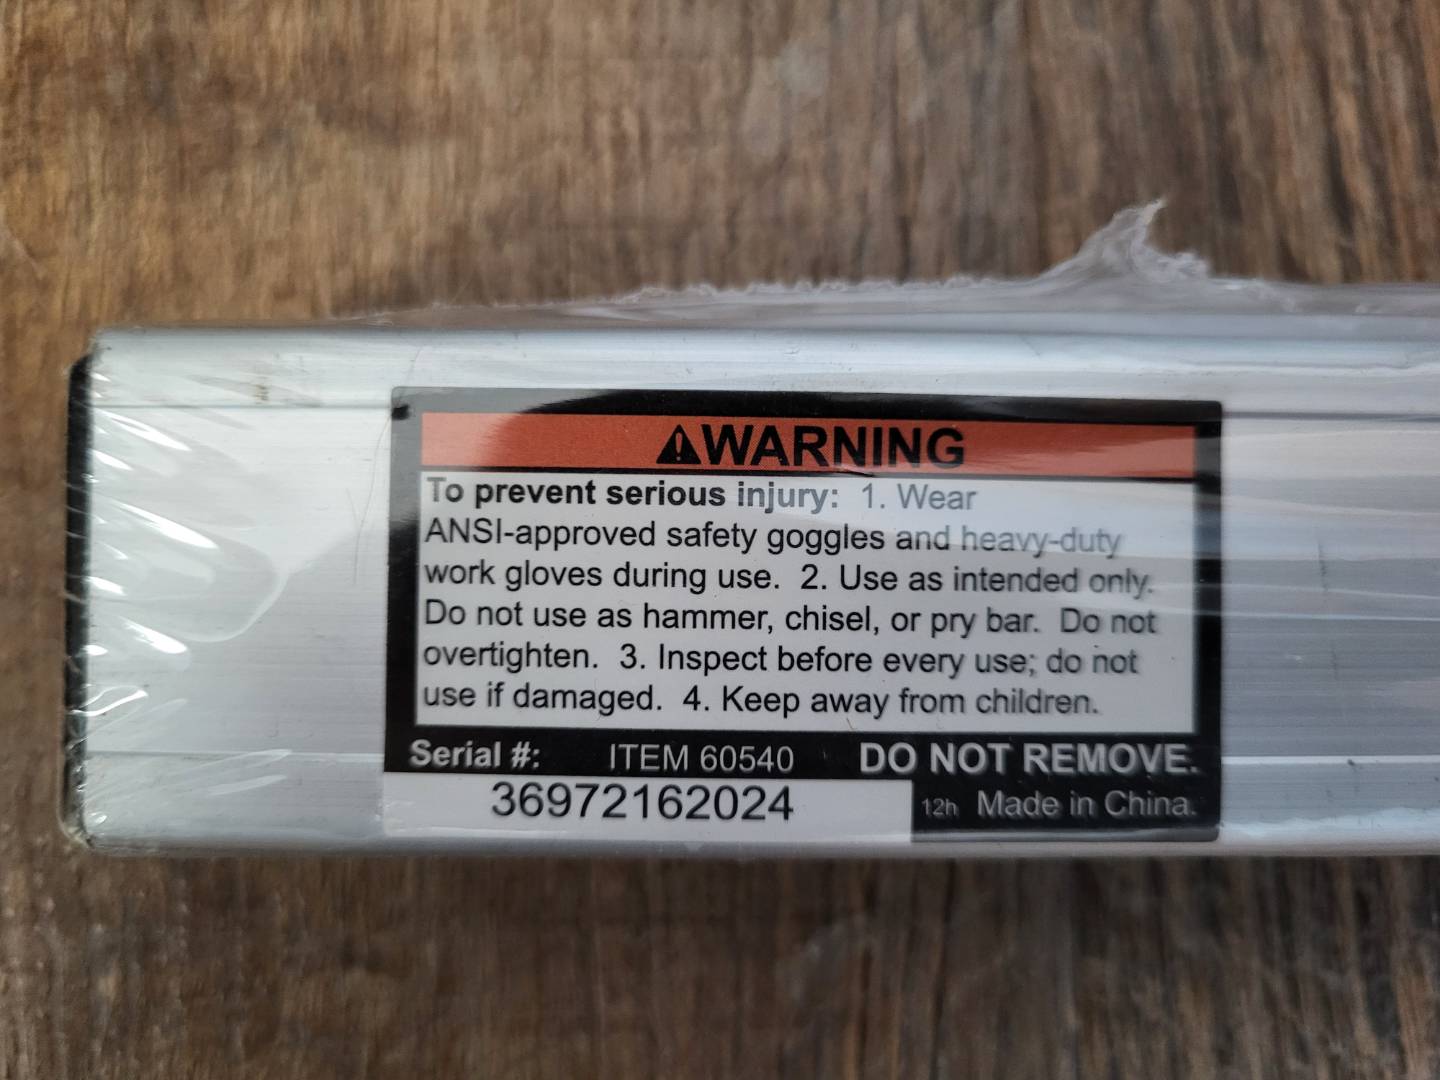 ⚠WARNING
To prevent serious injury: 1. Wear
ANSI-approved safety goggles and heavy-duty
work gloves during use. 2. Use as intended only.
Do not use as hammer, chisel, or pry bar. Do not
overtighten. 3. Inspect before every use; do not
use if damaged. 4. Keep away from children.
Serial #: ITEM 60540 DO NOT REMOVE.
36972162024 12h Made in China.